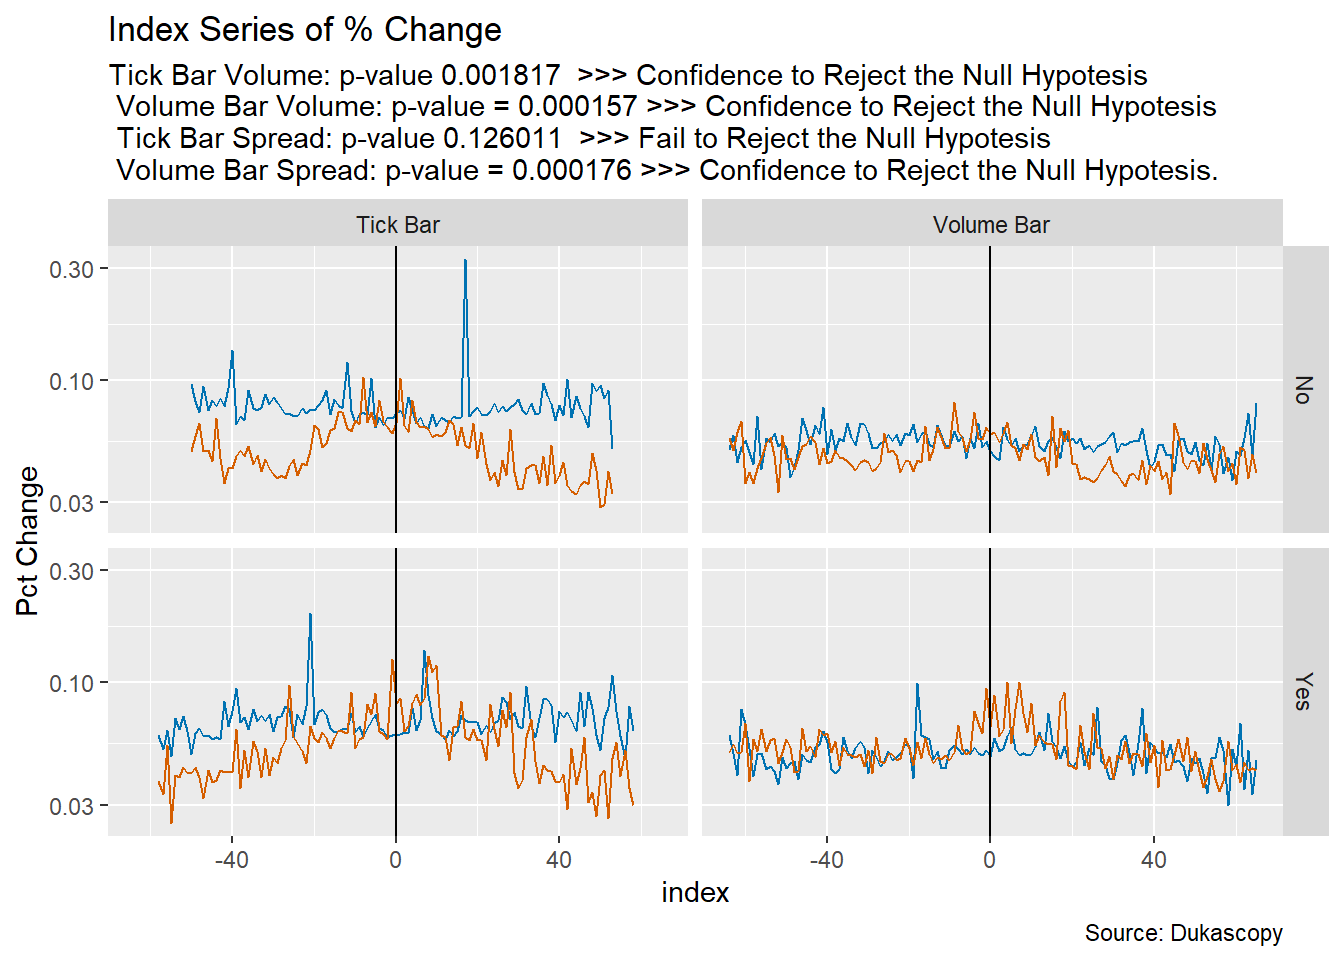 Index Series of % Change
Tick Bar Volume: p-value 0.001817  >>> Confidence to Reject the Null Hypotesis
Volume Bar Volume: p-value = 0.000157 >>> Confidence to Reject the Null Hypotesis
Tick Bar Spread: p-value 0.126011  >>> Fail to Reject the Null Hypotesis
Volume Bar Spread: p-value = 0.000176 >>> Confidence to Reject the Null Hypotesis.
Tick Bar
Volume Bar
0.30
0.10
0.03
No
0.30
0.10
0.03
Yes
Pct Change
-40
0
40
-40
0
40
index
Source: Dukascopy